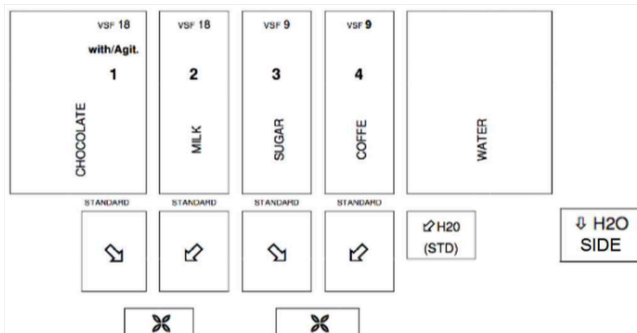 VSF 18
with/Agit.
1
CHOCOLATE
VSF 18
2
MILK
VSF 9
3
SUGAR
VSF 9
4
COFFE
WATER
STANDARD
STANDARD
STANDARD
STANDARD
H20
(STD)
H2O
SIDE